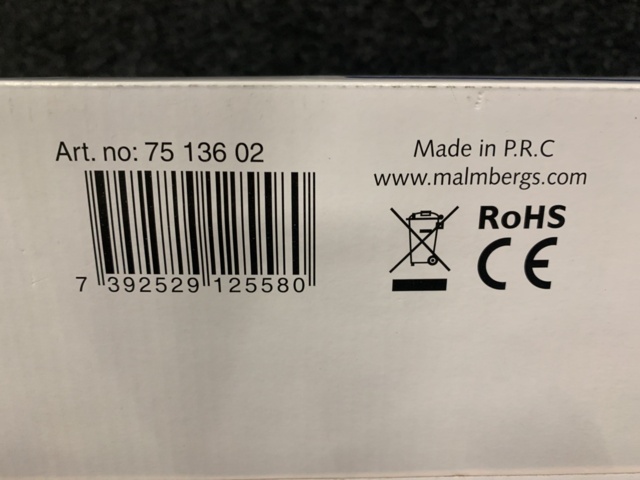 Art. no: 75 136 02
7 392529 125580
Made in P.R.C
www.malmbergs.com
RoHS
CE